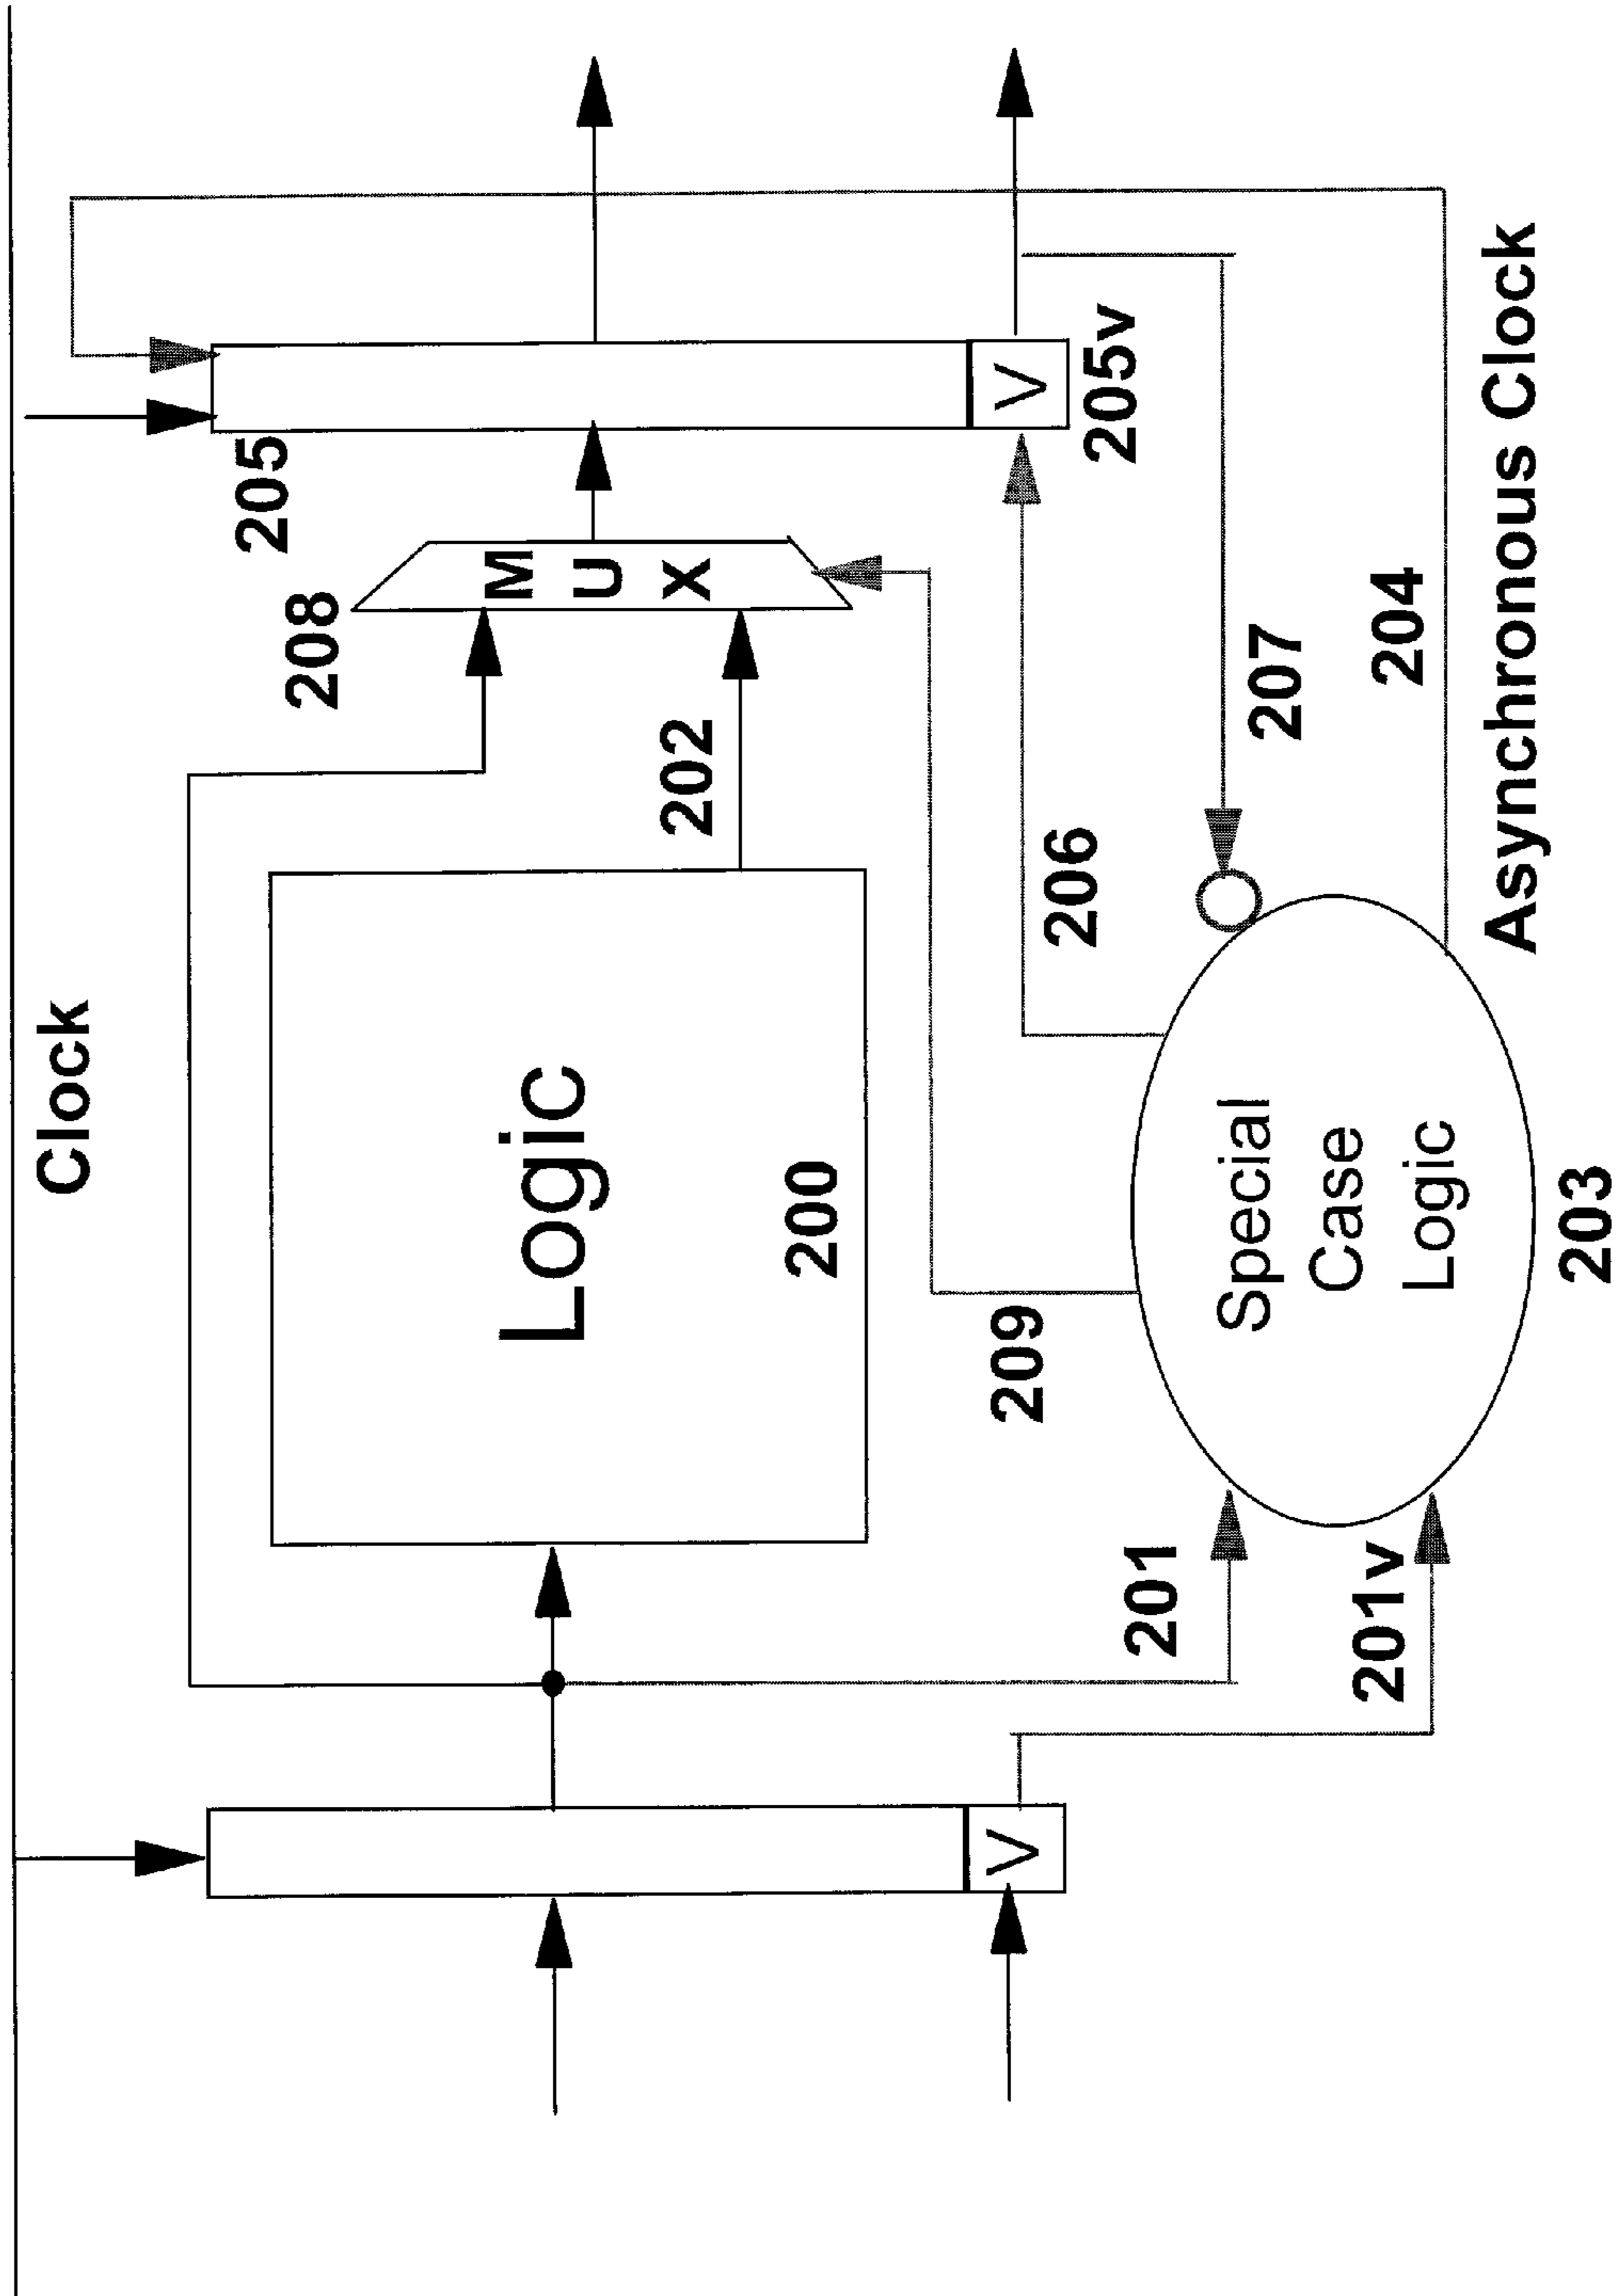 Clock
208
205
M
U
X
Logic
200
202
V
V
205v
209
206
201
207
201v
Special
Case
Logic
204
203
Asynchronous Clock